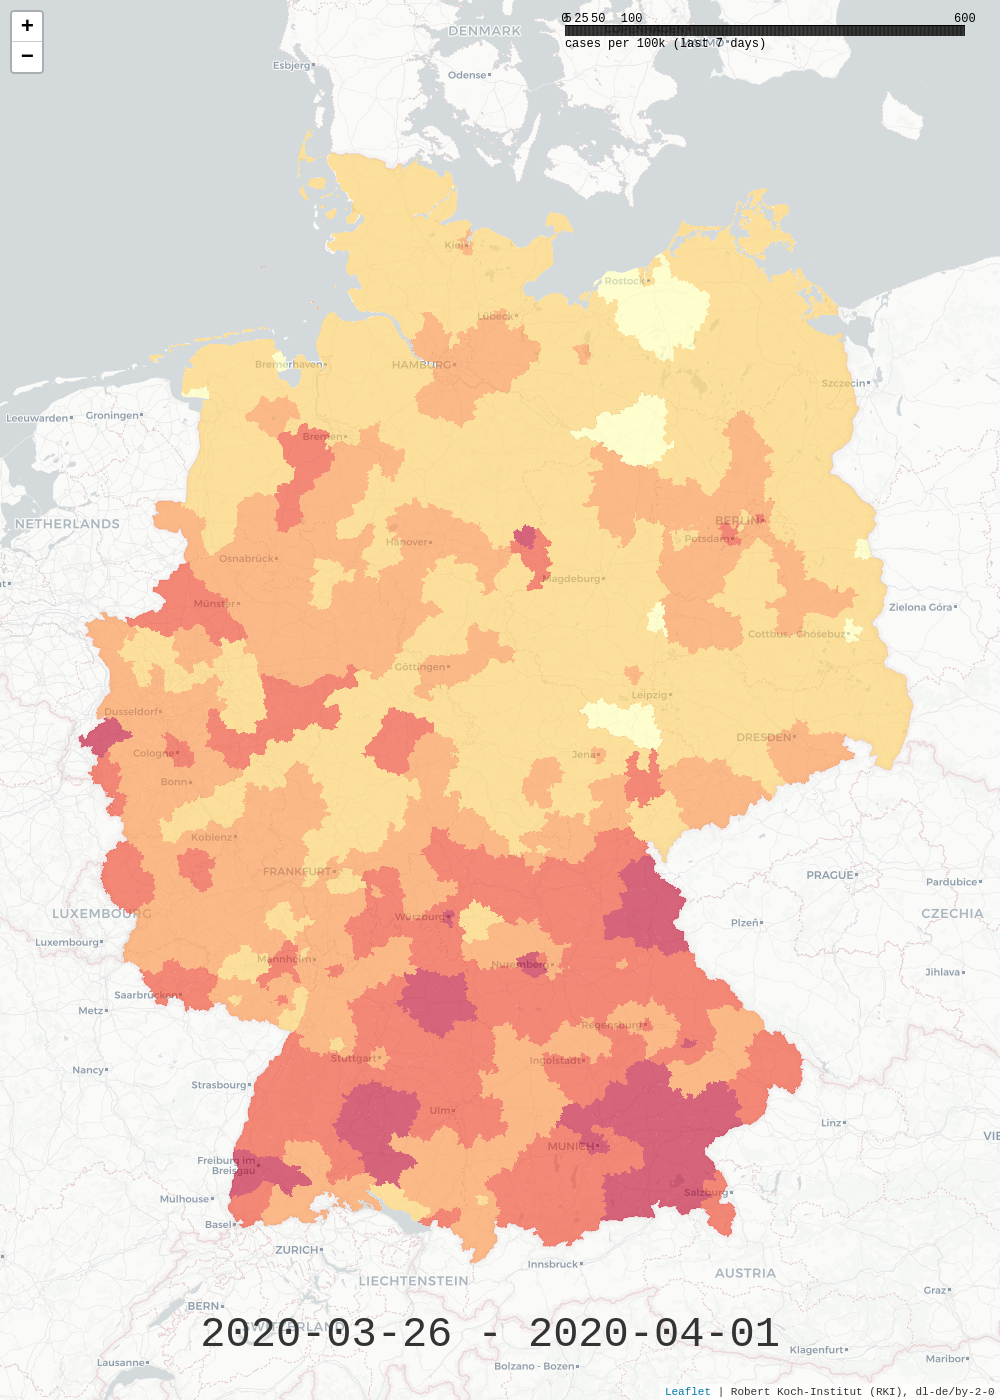 +
−
0 5 25 50 100 600
cases per 100k (last 7 days)
DENMARK
Esbjerg
Odense
Kiel
Rostock
Lübeck
Bremerhaven
HAMBURG
Szczecin
Leeuwarden
Groningen
Bremen
NETHERLANDS
BERLIN
Hanover
Potsdam
Osnabrück
Magdeburg
Münster
Zielona Góra
Cottbus - Chóśebuz
Göttingen
Leipzig
Dusseldorf
DRESDEN
Cologne
Jena
Bonn
Koblenz
FRANKFURT
PRAGUE
Pardubice
LUXEMBOURG
Würzburg
CZECHIA
Plzeň
Luxembourg
Mannheim
Nuremberg
Jihlava
Saarbrücken
Metz
Regensburg
Stuttgart
Ingolstadt
Nancy
Strasbourg
Ulm
Linz
VIE
MUNICH
Freiburg im
Breisgau
Mulhouse
Salzburg
Basel
ZURICH
Innsbruck
LIECHTENSTEIN
AUSTRIA
Graz
BERN
SWITZERLAND
2020-03-26 - 2020-04-01
Klagenfurt
Lausanne
Bolzano - Bozen
Maribor
Leaflet | Robert Koch-Institut (RKI), dl-de/by-2-0